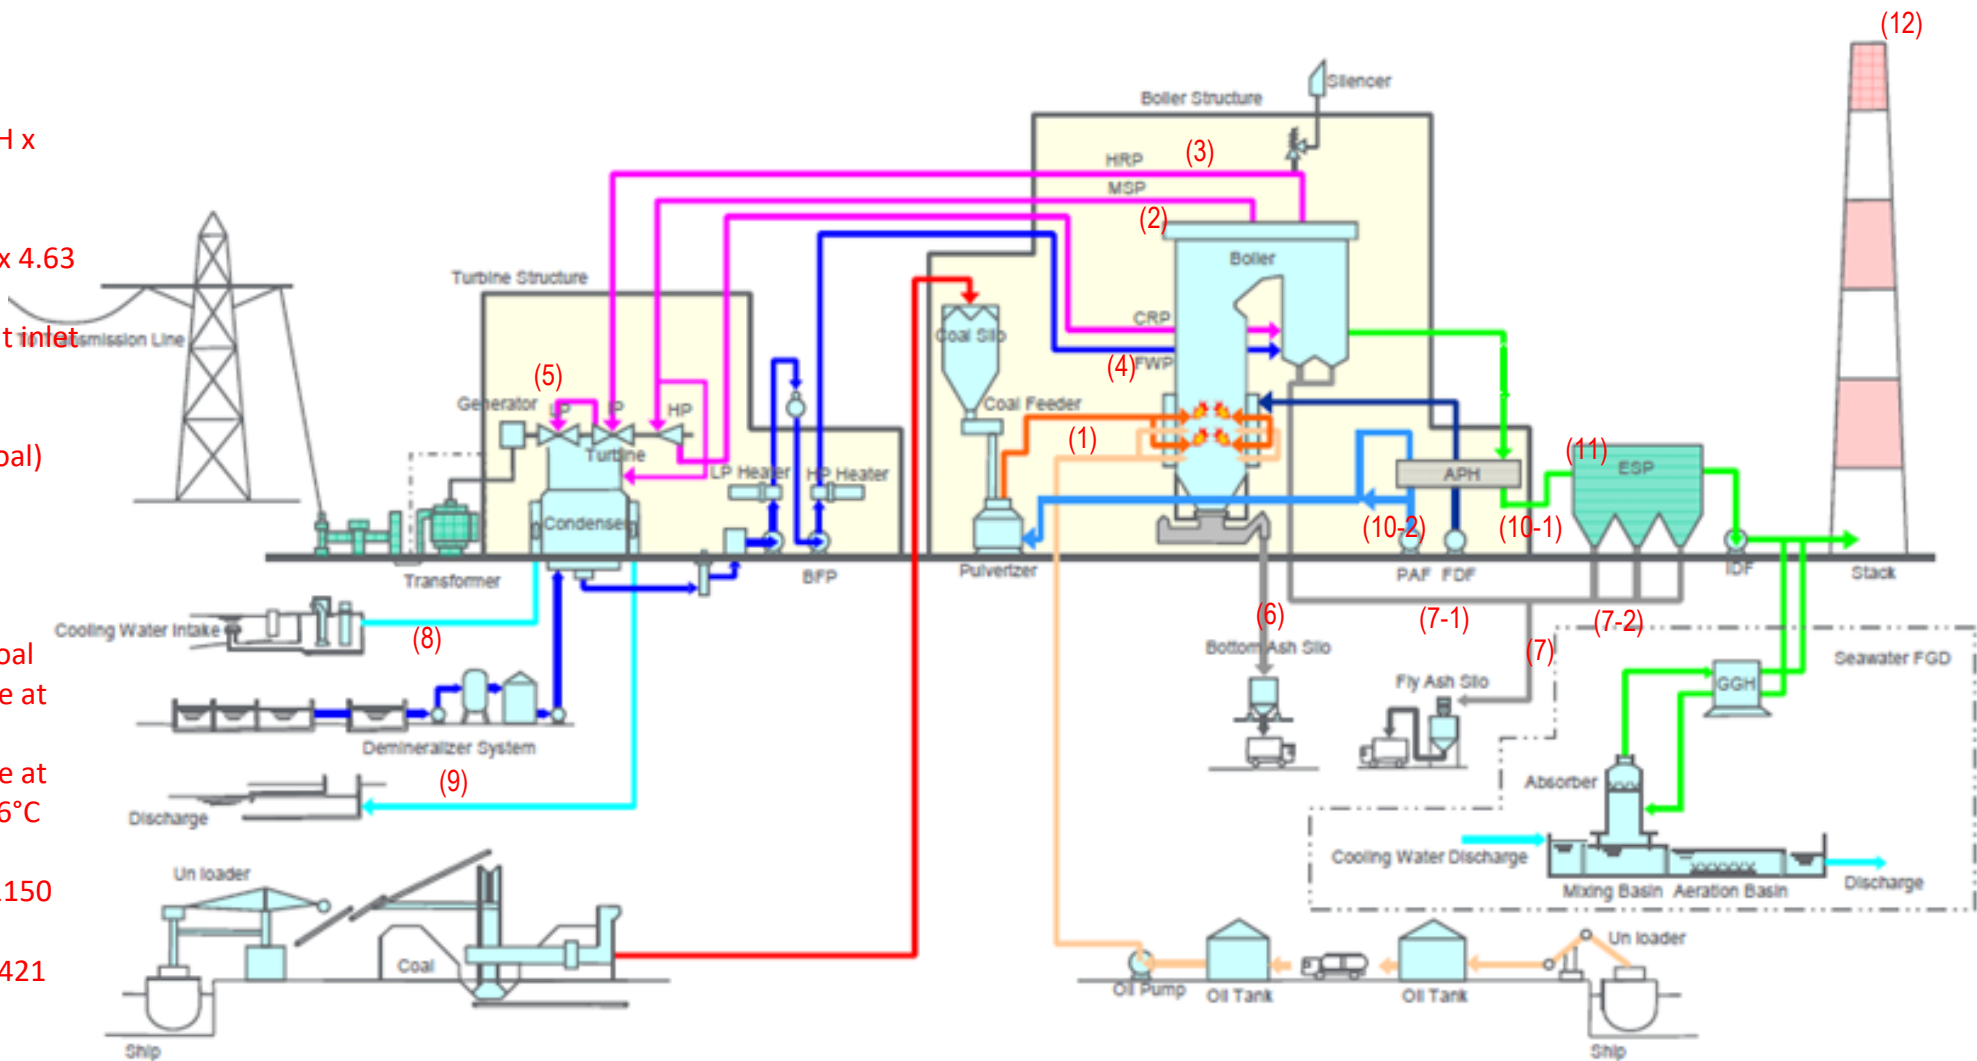 (12)
Silencer
Boiler Structure
H x
(3)
HRP
MSP
(2)
x 4.63
Boiler
Turbine Structure
CRP
Coal Silo
t inlet
To Transmission Line
(4)
FWP
(5)
Generator
LP
IP
HP
Coal Feeder
(1)
(11)
ESP
oal)
Turbine
LP Heater
HP Heater
APH
Condenser
(10-2)
(10-1)
Transformer
BFP
Pulverizer
PAF
FDF
IDF
Stack
Cooling Water Intake
(8)
(6)
(7-1)
(7-2)
(7)
oal
Bottom Ash Silo
Seawater FGD
e at
Fly Ash Silo
GGH
Demineralizer System
e at
(9)
6°C
Absorber
Discharge
Cooling Water Discharge
Mixing Basin
Aeration Basin
Discharge
Un loader
1150
Un loader
Coal
421
Oil Pump
Oil Tank
Oil Tank
Ship
Ship